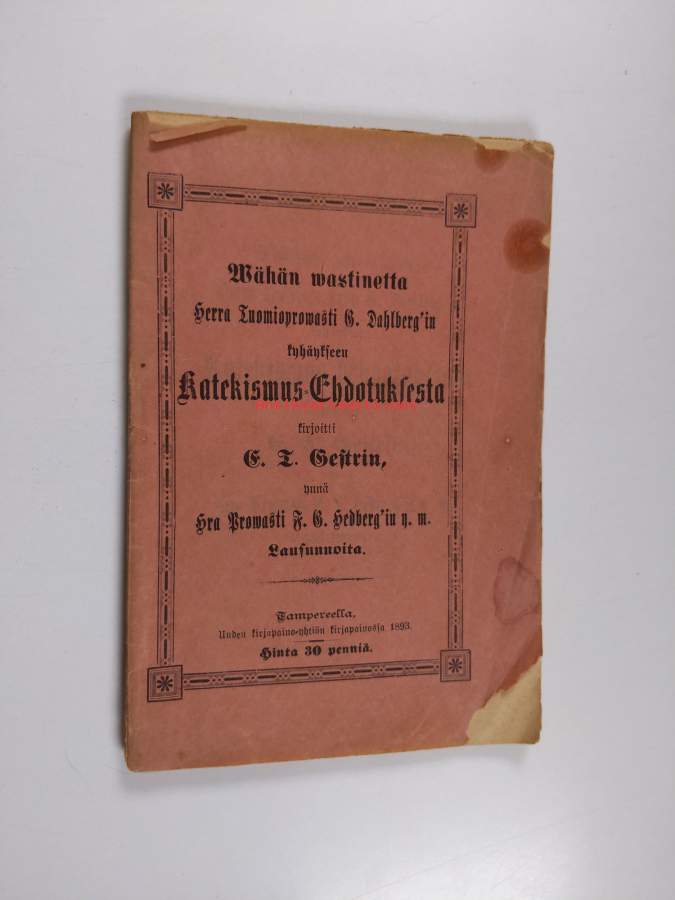 Wähän wastinetta
Herra Tuomioprowasti G. Dahlberg'in
kyhäykseen
Katekismus-Ehdotuksesta
kirjoitti
E. T. Gestrin,
ynnä
Hra Prowasti F. G. Hedberg'in y. m.
Lausunnoita.
Tampereella,
Uuden kirjapaino-yhtiön kirjapainossa 1893.
Hinta 30 penniä.